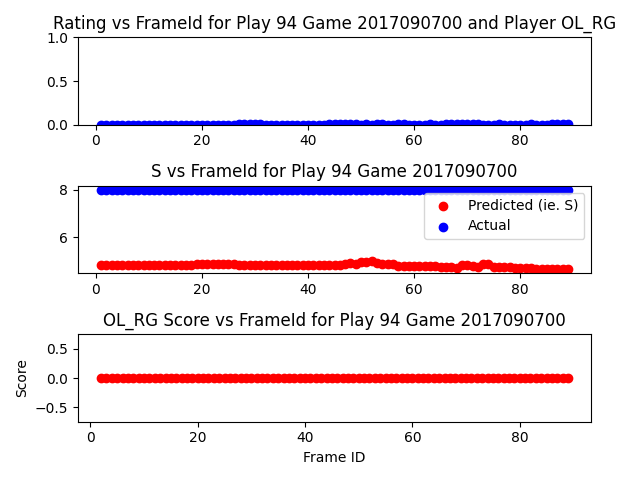 Rating vs FrameId for Play 94 Game 2017090700 and Player OL_RG
1.0
0.5
0.0
0 20 40 60 80
S vs FrameId for Play 94 Game 2017090700
8
6
Predicted (ie. S)
Actual
0 20 40 60 80
OL_RG Score vs FrameId for Play 94 Game 2017090700
Score
0.5
0.0
−0.5
0 20 40 60 80
Frame ID